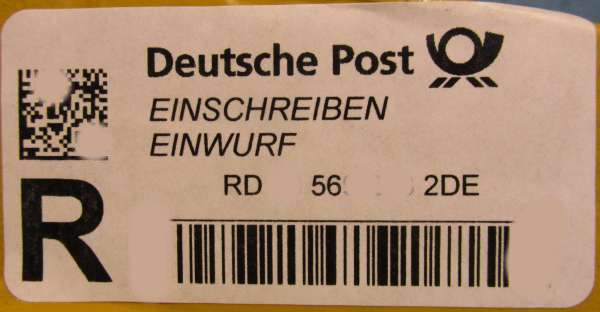 Deutsche Post
EINSCHREIBEN
EINWURF
RD 56 2DE
R